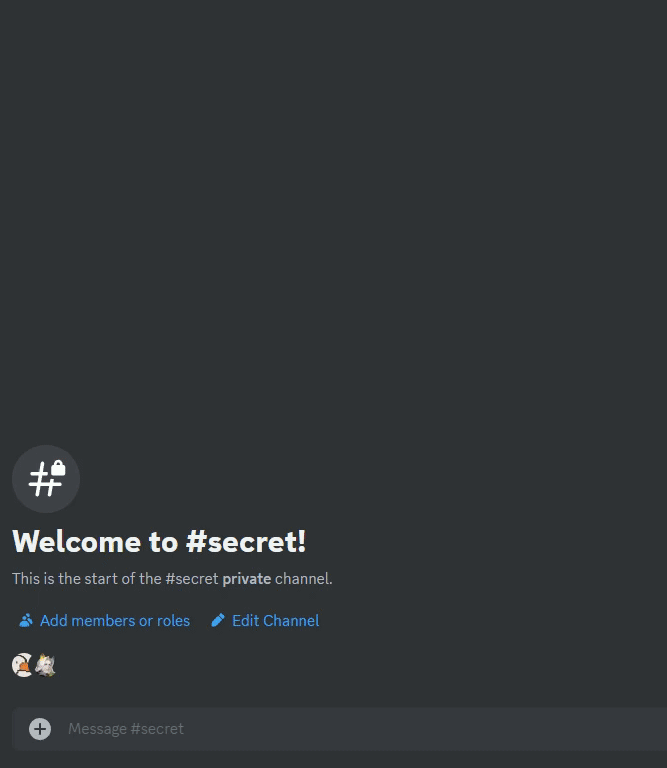 Welcome to #secret!
This is the start of the #secret private channel.
Add members or roles Edit Channel
Message #secret